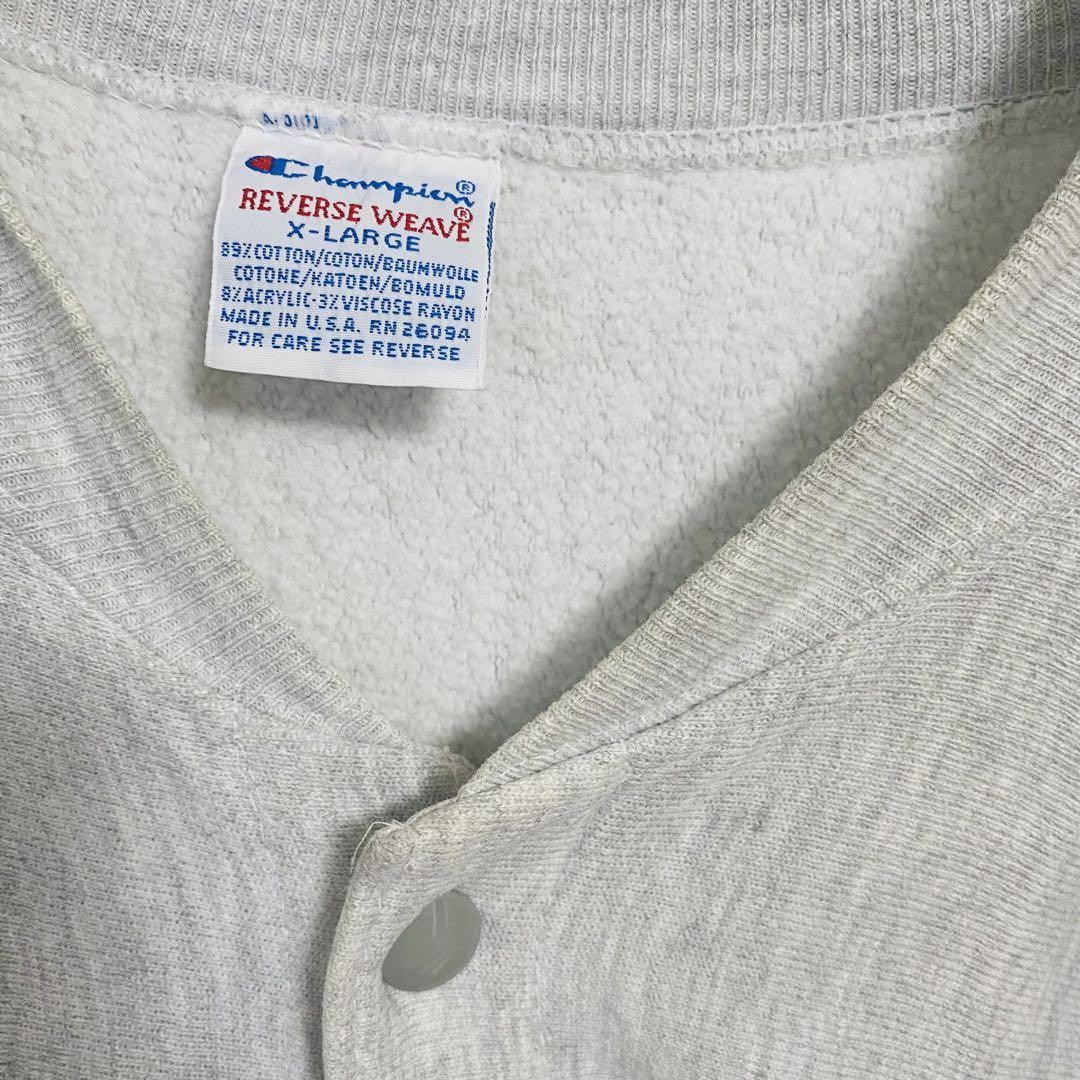 Champion®
REVERSE WEAVE®
X-LARGE
89%COTTON/COTON/BAUMWOLLE
COTONE/KATOEN/BOMULD
8%ACRYLIC-3%VISCOSE RAYON
MADE IN U.S.A. RN 26094
FOR CARE SEE REVERSE